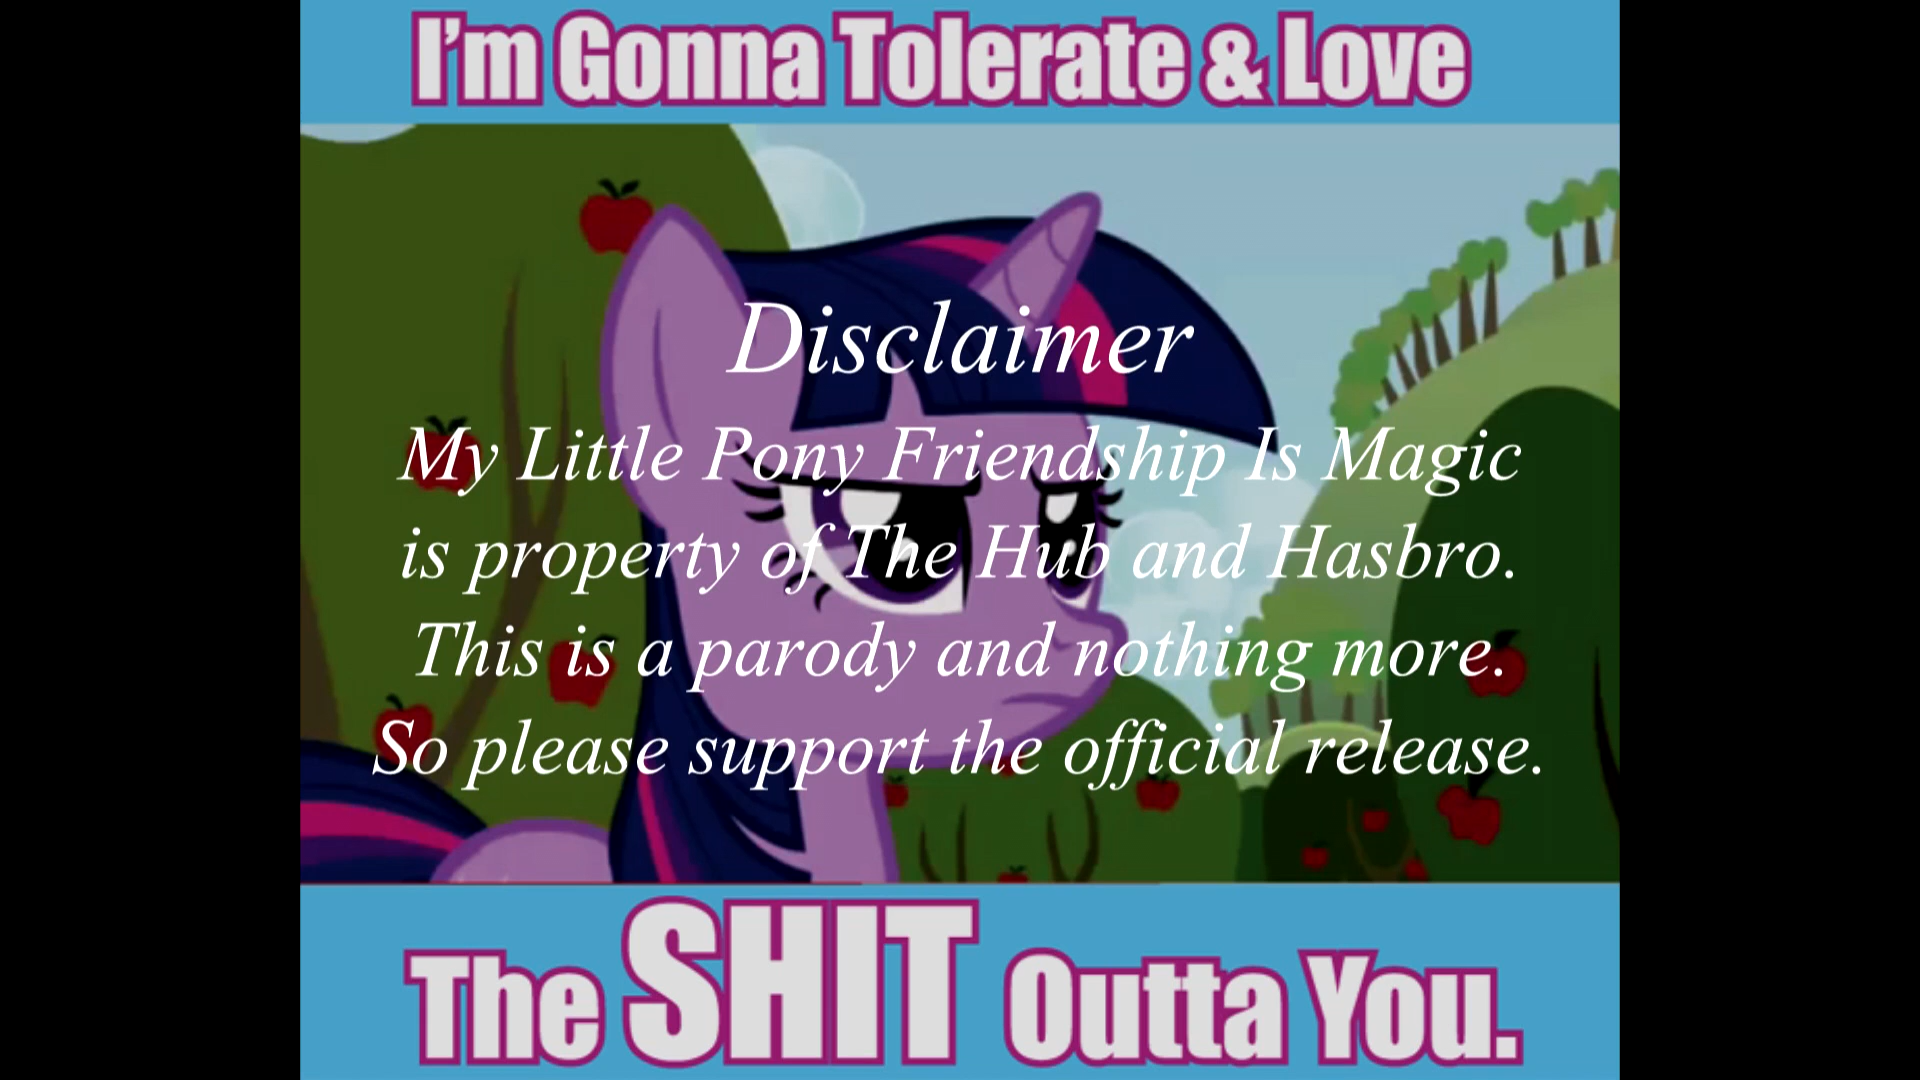 I'm Gonna Tolerate & Love
Disclaimer
My Little Pony Friendship Is Magic
is property of The Hub and Hasbro.
This is a parody and nothing more.
So please support the official release.
The SHIT Outta You.